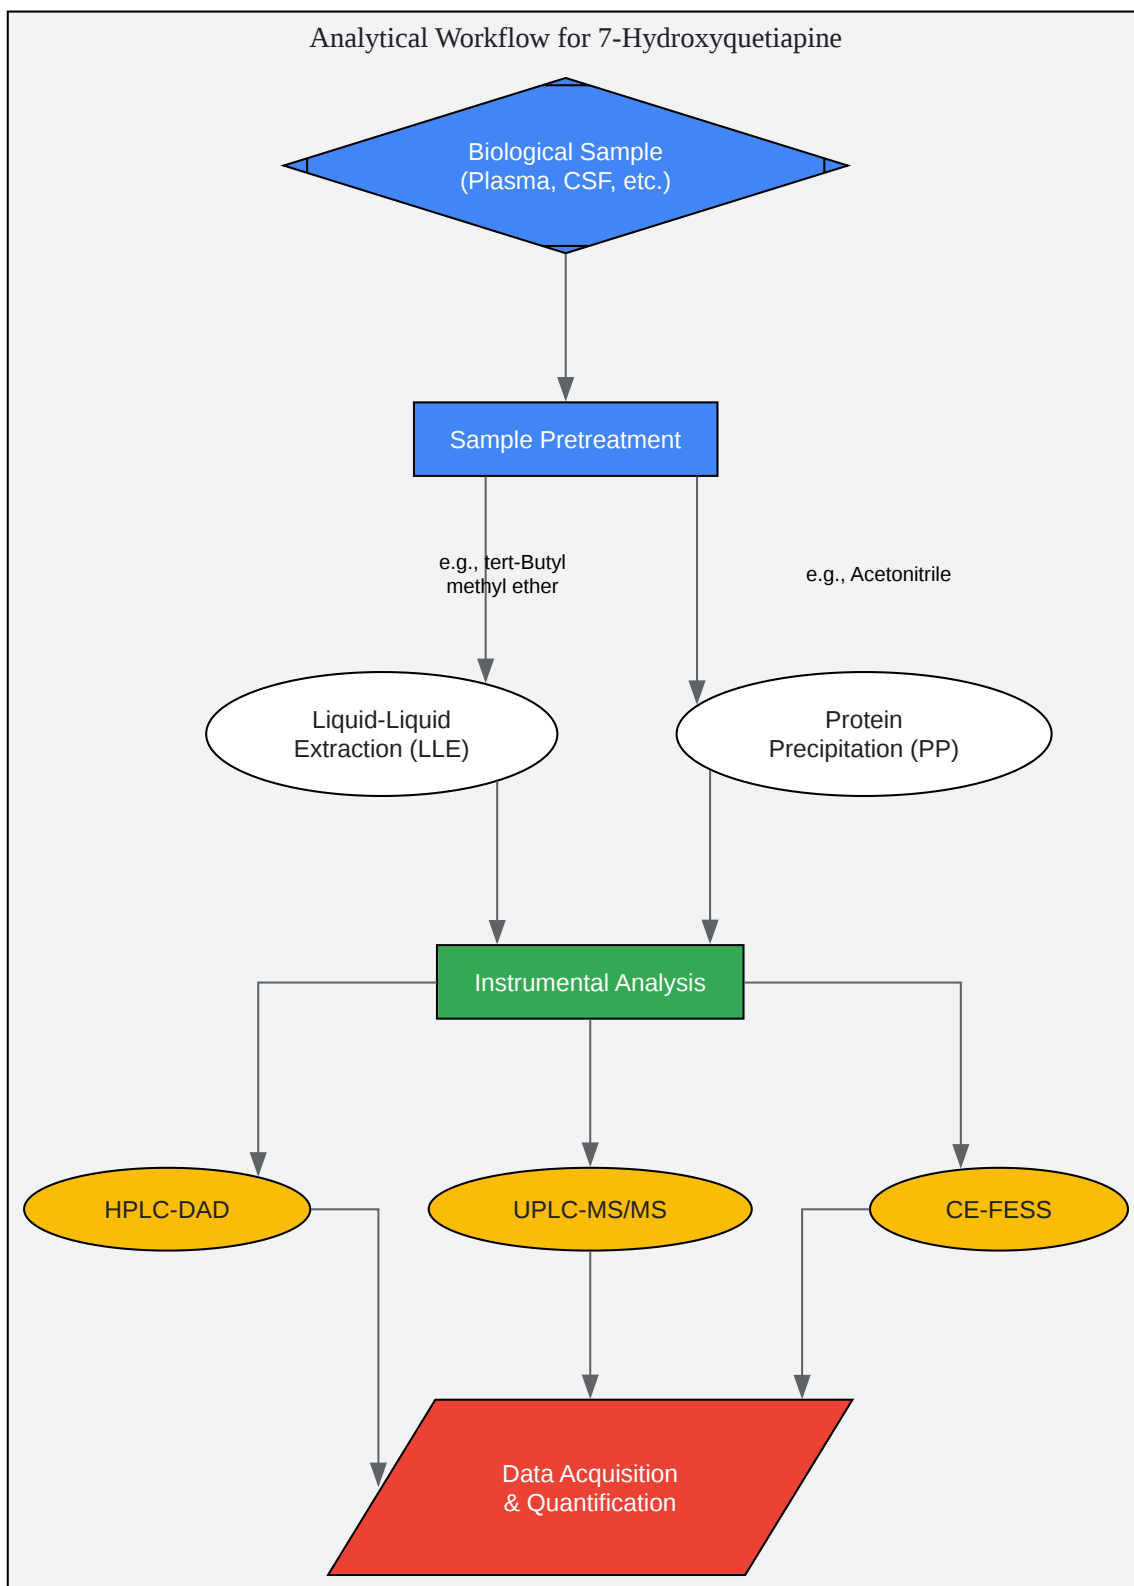 Analytical Workflow for 7-Hydroxyquetiapine
Biological Sample
(Plasma, CSF, etc.)
Sample Pretreatment
e.g., tert-Butyl
methyl ether
e.g., Acetonitrile
Liquid-Liquid
Extraction (LLE)
Protein
Precipitation (PP)
Instrumental Analysis
HPLC-DAD
UPLC-MS/MS
CE-FESS
Data Acquisition
& Quantification